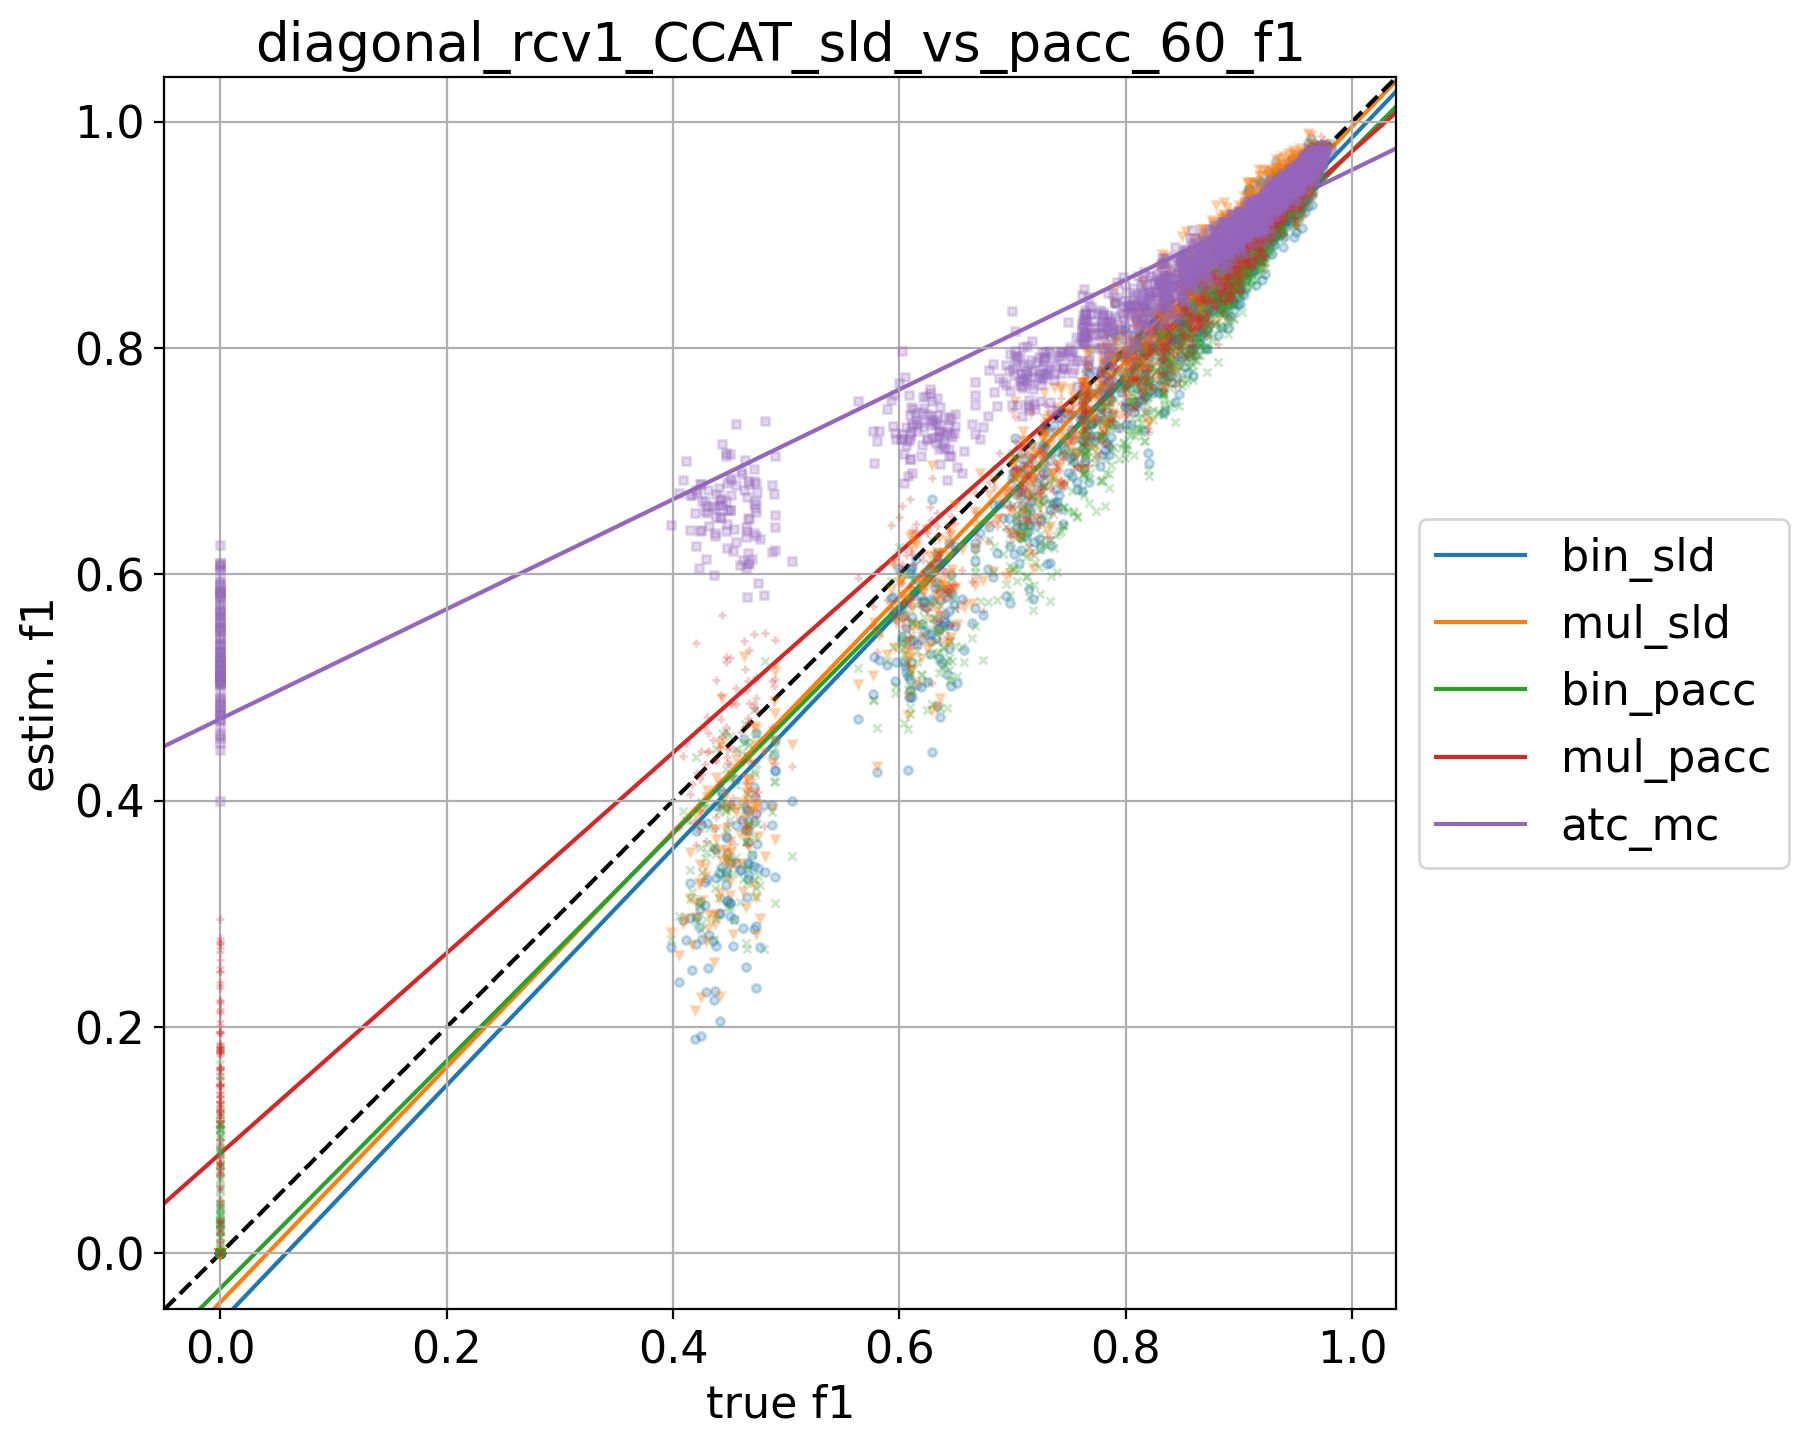 diagonal_rcv1_CCAT_sld_vs_pacc_60_f1
1.0
0.8
0.6
0.4
0.2
0.0
estim. f1
0.0 0.2 0.4 0.6 0.8 1.0
true f1
bin_sld
mul_sld
bin_pacc
mul_pacc
atc_mc